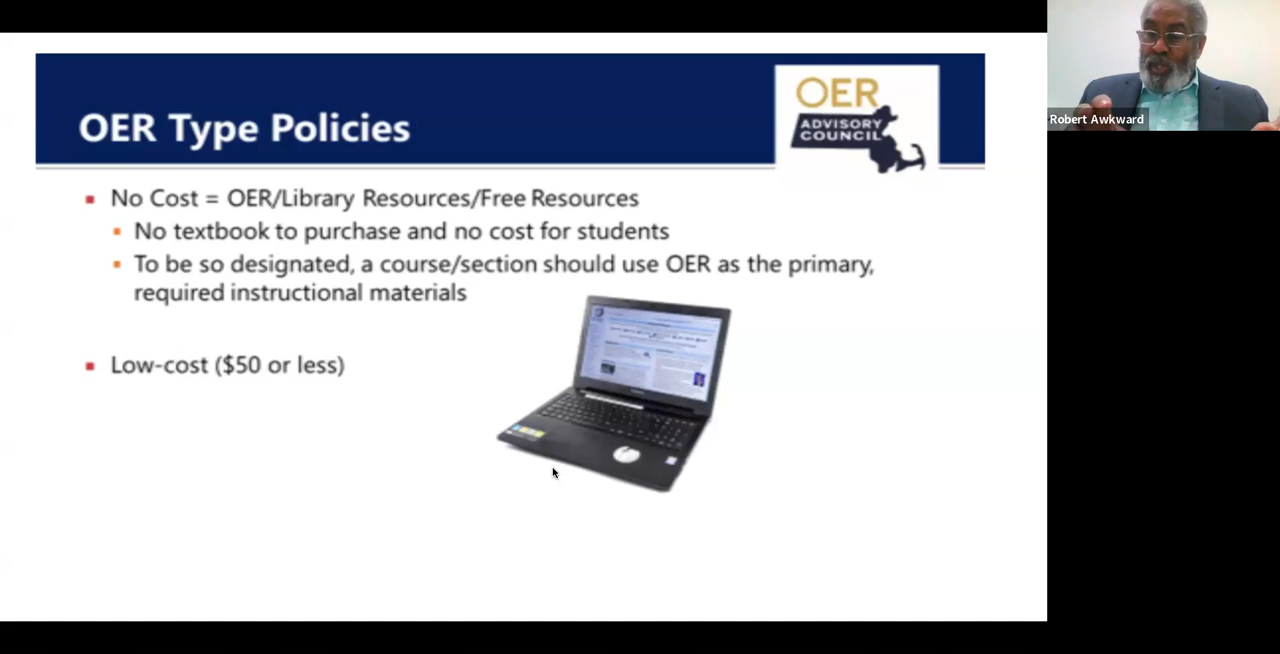 OER Type Policies
OER
ADVISORY
COUNCIL
Robert Awkward
No Cost = OER/Library Resources/Free Resources
No textbook to purchase and no cost for students
To be so designated, a course/section should use OER as the primary,
required instructional materials
Low-cost ($50 or less)